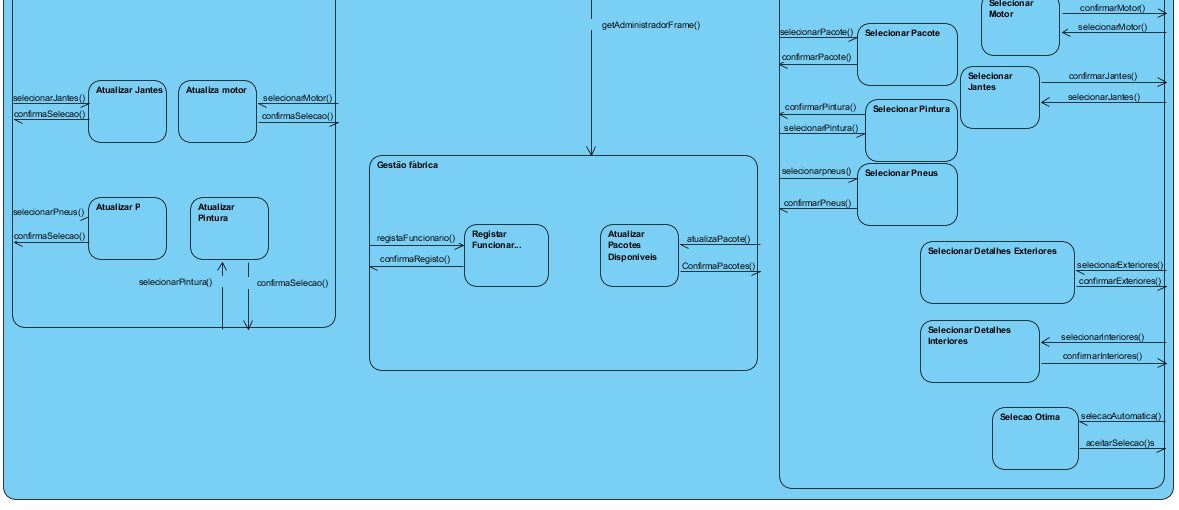 selecionarJantes()
confirmaSelecao()
Atualizar Jantes
Atualiza motor
selecionarMotor()
confirmaSelecao()
selecionarPneus()
confirmaSelecao()
Atualizar P
Atualizar
Pintura
selecionarPintura()
confirmaSelecao()
getAdministradorFrame()
Gestão fábrica
registaFuncionario()
confirmaRegisto()
Registar
Funcionar...
Atualizar
Pacotes
Disponiveis
atualizaPacote()
ConfirmaPacotes()
selecionarPacote()
confirmarPacote()
Selecionar Pacote
confirmarPintura()
selecionarPintura()
Selecionar Pintura
selecionarpneus()
confirmarPneus()
Selecionar Pneus
Selecionar
Motor
confirmarMotor()
selecionarMotor()
Selecionar
Jantes
confirmarJantes()
selecionarJantes()
Selecionar Detalhes Exteriores
selecionarExteriores()
confirmarExteriores()
Selecionar Detalhes
Interiores
selecionarInteriores()
confirmarInteriores()
Selecao Otima
selecaoAutomatica()
aceitarSelecao()s